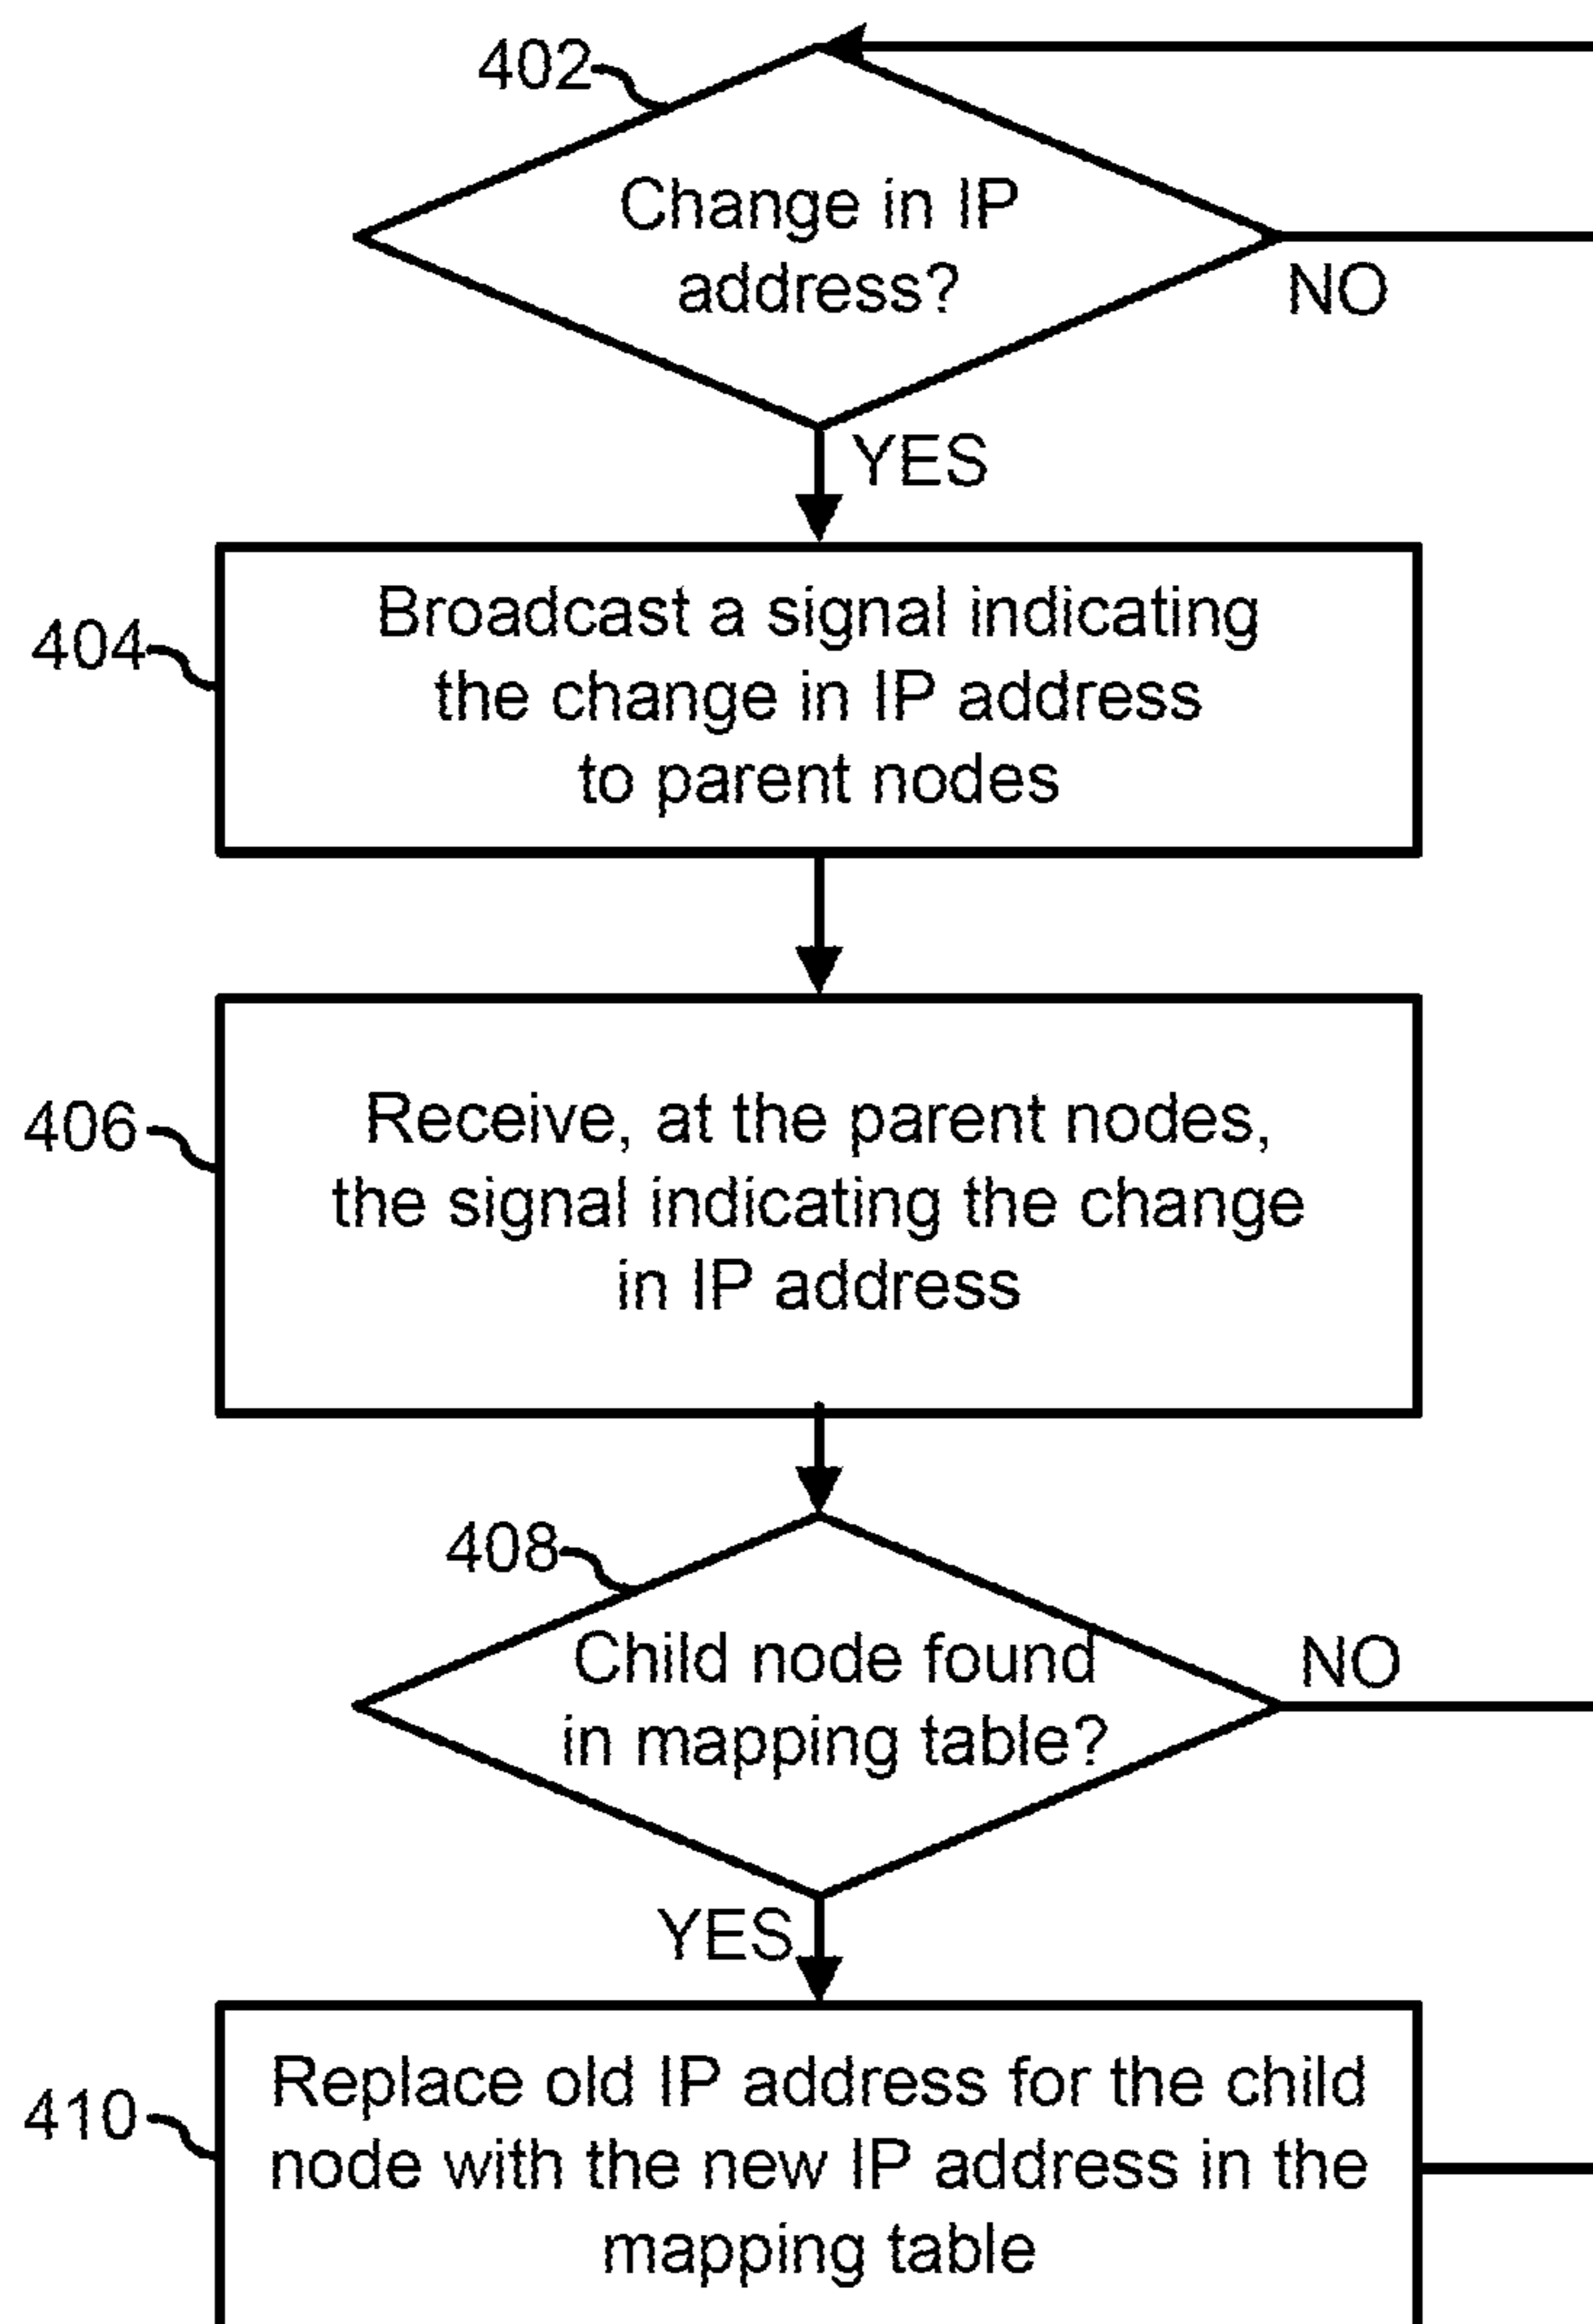 402
Change in IP
address?
NO
YES
404
Broadcast a signal indicating
the change in IP address
to parent nodes
406
Receive, at the parent nodes,
the signal indicating the change
in IP address
408
Child node found
in mapping table?
NO
YES
410
Replace old IP address for the child
node with the new IP address in the
mapping table